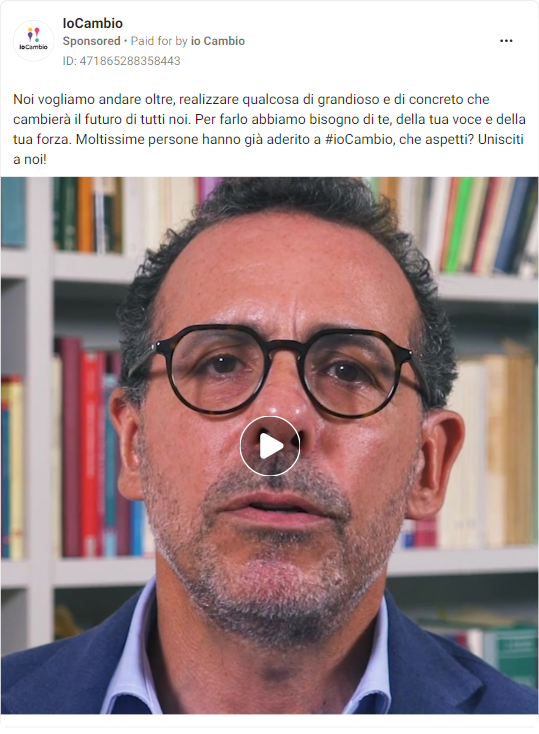 IoCambio
IoCambio
Sponsored • Paid for by io Cambio
ID: 471865288358443
Noi vogliamo andare oltre, realizzare qualcosa di grandioso e di concreto che
cambierà il futuro di tutti noi. Per farlo abbiamo bisogno di te, della tua voce e della
tua forza. Moltissime persone hanno già aderito a #ioCambio, che aspetti? Unisciti
a noi!